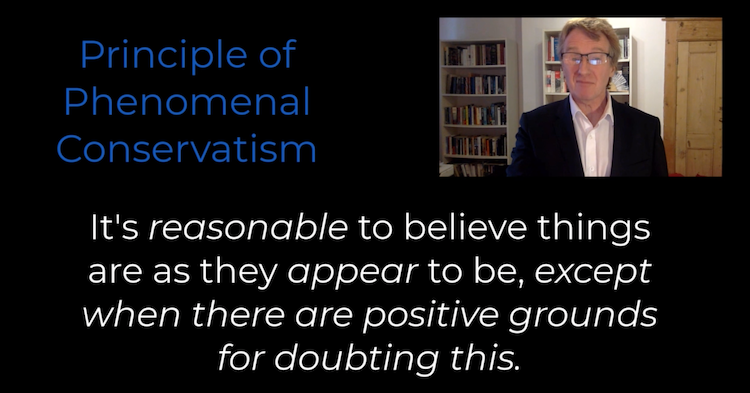 Principle of
Phenomenal
Conservatism
It's reasonable to believe things
are as they appear to be, except
when there are positive grounds
for doubting this.